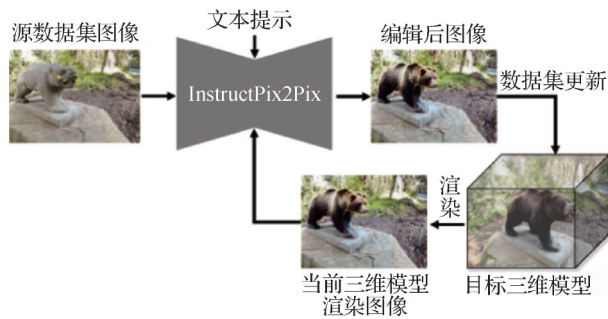 文本提示
源数据集图像
InstructPix2Pix
编辑后图像
数据集更新
渲染
当前三维模型
渲染图像
目标三维模型